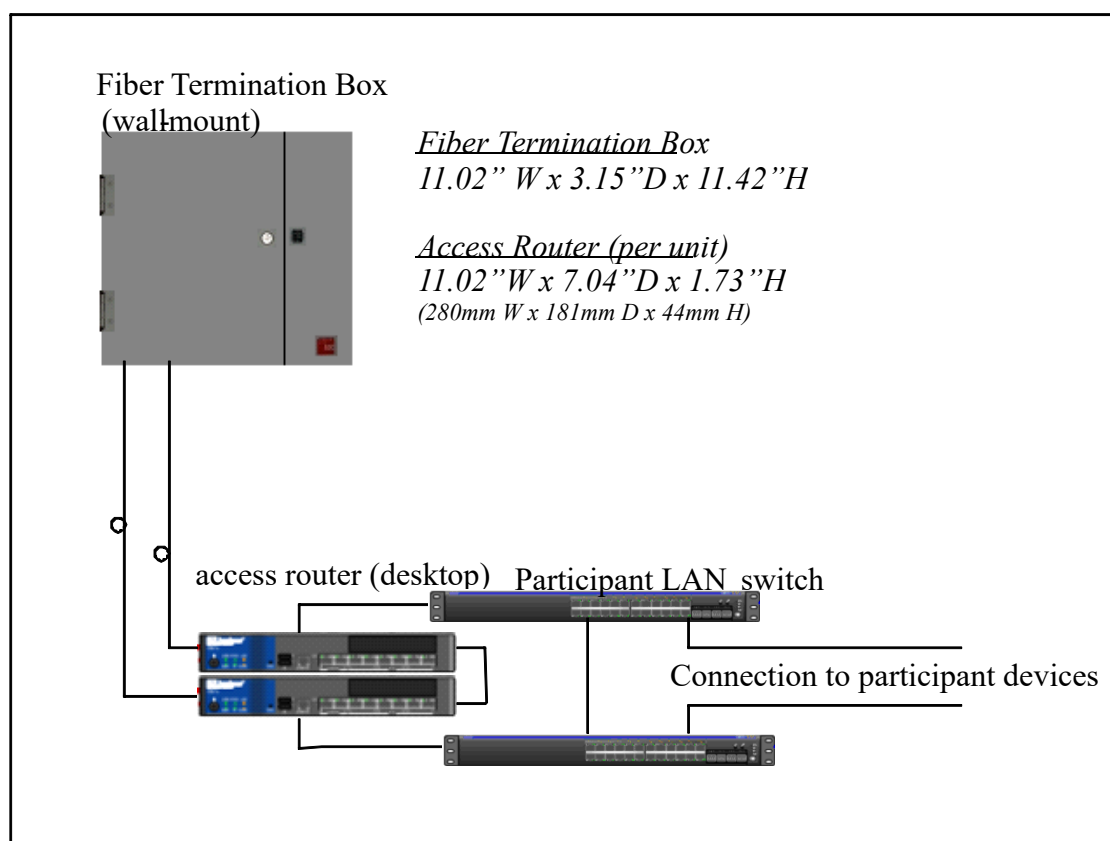 Fiber Termination Box
(wall-mount)
Fiber Termination Box
11.02” W x 3.15”D x 11.42”H
Access Router (per unit)
11.02”W x 7.04”D x 1.73”H
(280mm W x 181mm D x 44mm H)
access router (desktop)
Participant LAN switch
Connection to participant devices